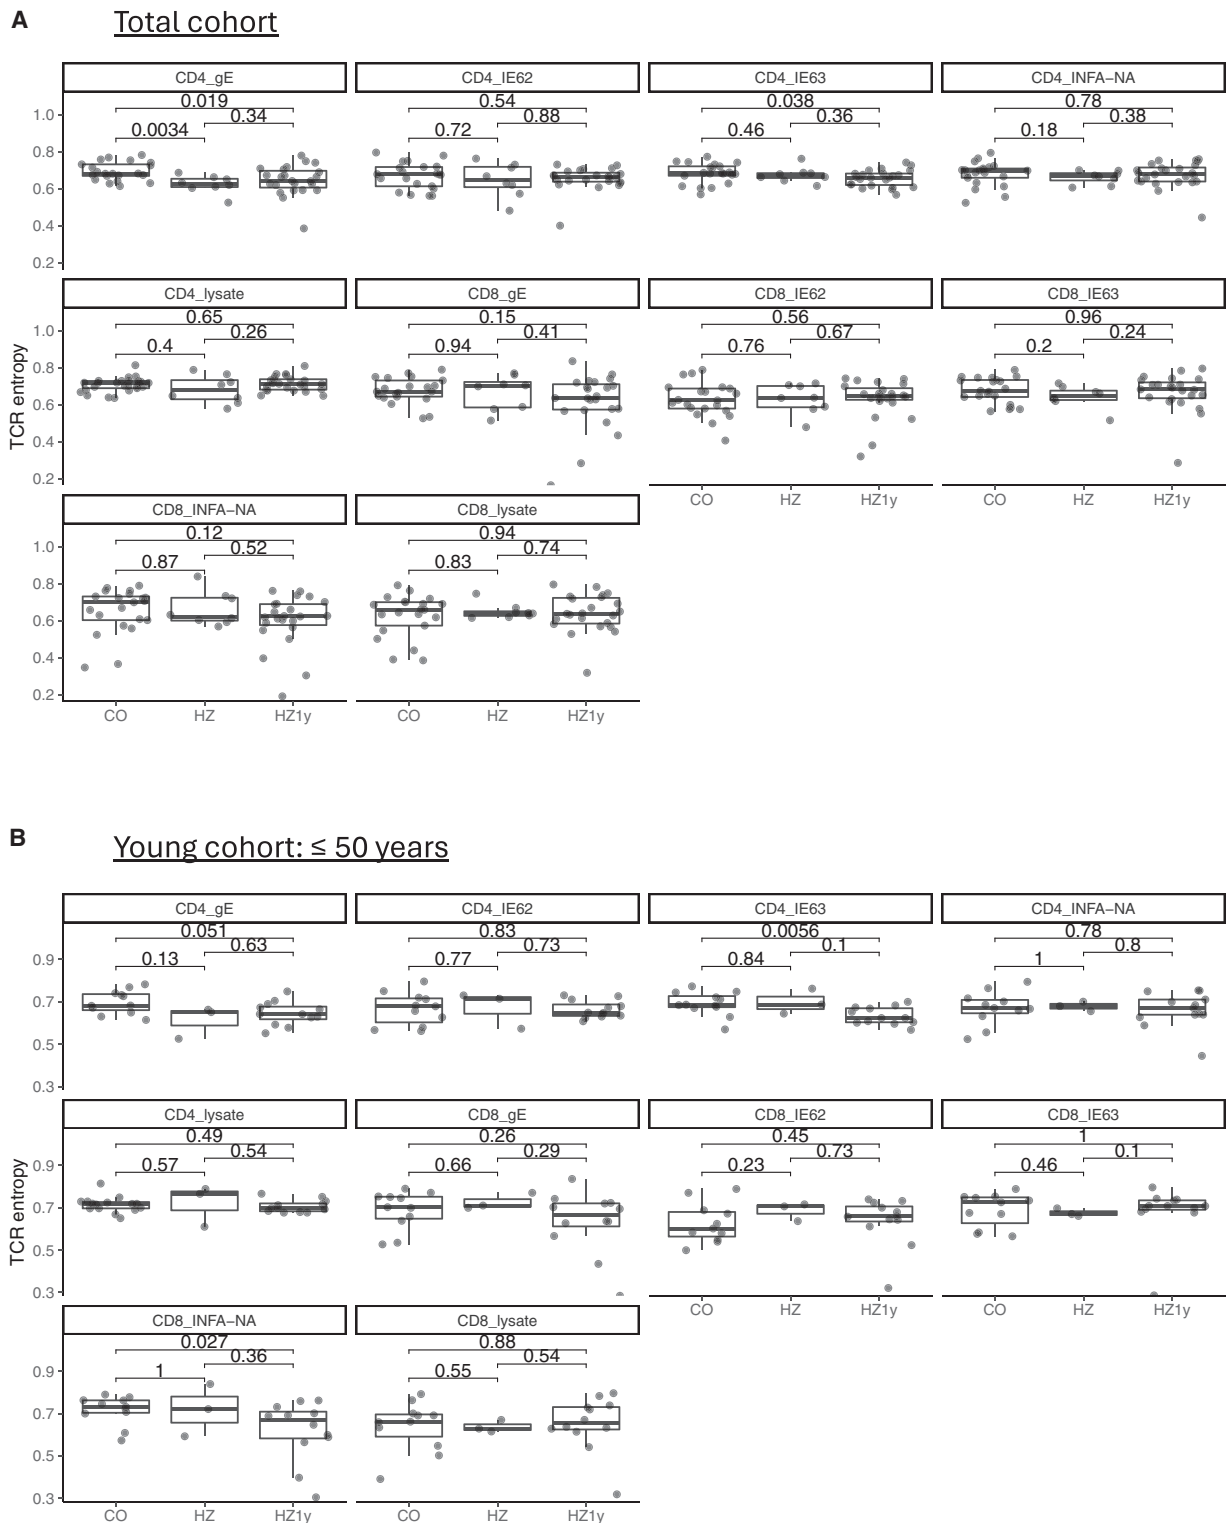 A
Total cohort
CD4_gE
CD4_IE62
CD4_IE63
CD4_INFA−NA
0.019
0.34
0.0034
0.54
0.88
0.72
0.038
0.36
0.46
0.78
0.38
0.18
1.0
0.8
0.6
0.4
0.2
CD4_lysate
CD8_gE
CD8_IE62
CD8_IE63
0.65
0.26
0.4
0.15
0.41
0.94
0.56
0.67
0.76
0.96
0.24
0.2
1.0
0.8
0.6
0.4
0.2
TCR entropy
CO HZ HZ1y
CO HZ HZ1y
CD8_INFA−NA
CD8_lysate
0.12
0.52
0.87
0.94
0.74
0.83
1.0
0.8
0.6
0.4
0.2
CO HZ HZ1y
CO HZ HZ1y
B
Young cohort: ≤ 50 years
CD4_gE
CD4_IE62
CD4_IE63
CD4_INFA−NA
0.051
0.63
0.13
0.83
0.73
0.77
0.0056
0.1
0.84
0.78
0.8
1
0.9
0.7
0.5
0.3
CD4_lysate
CD8_gE
CD8_IE62
CD8_IE63
0.49
0.54
0.57
0.26
0.29
0.66
0.45
0.73
0.23
1
0.1
0.46
0.9
0.7
0.5
0.3
TCR entropy
CO HZ HZ1y
CO HZ HZ1y
CD8_INFA−NA
CD8_lysate
0.027
0.36
1
0.88
0.54
0.55
0.9
0.7
0.5
0.3
CO HZ HZ1y
CO HZ HZ1y